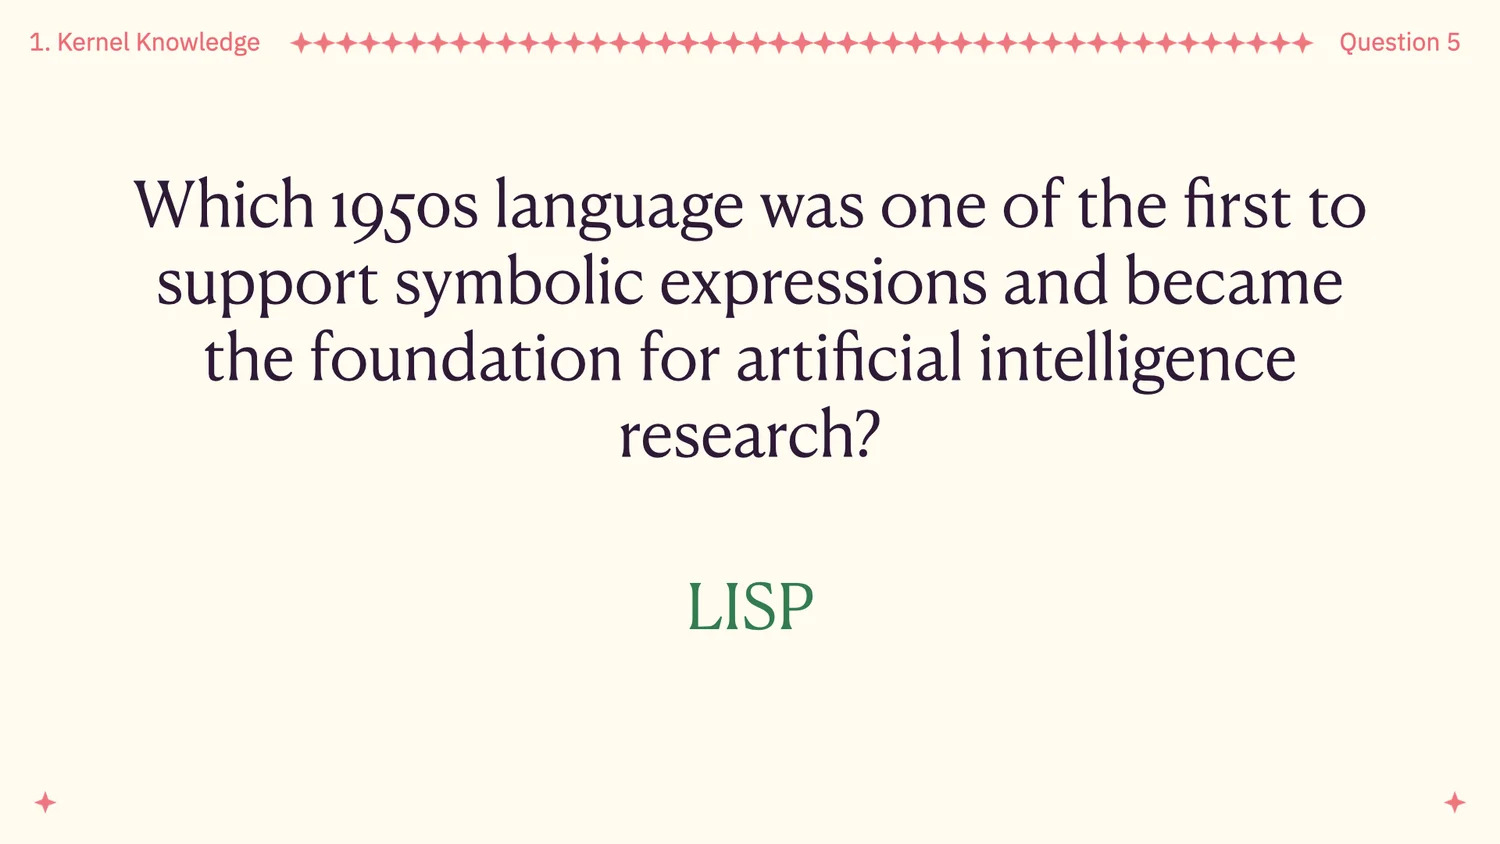 1. Kernel Knowledge
Question 5
Which 1950s language was one of the first to
support symbolic expressions and became
the foundation for artificial intelligence
research?
LISP